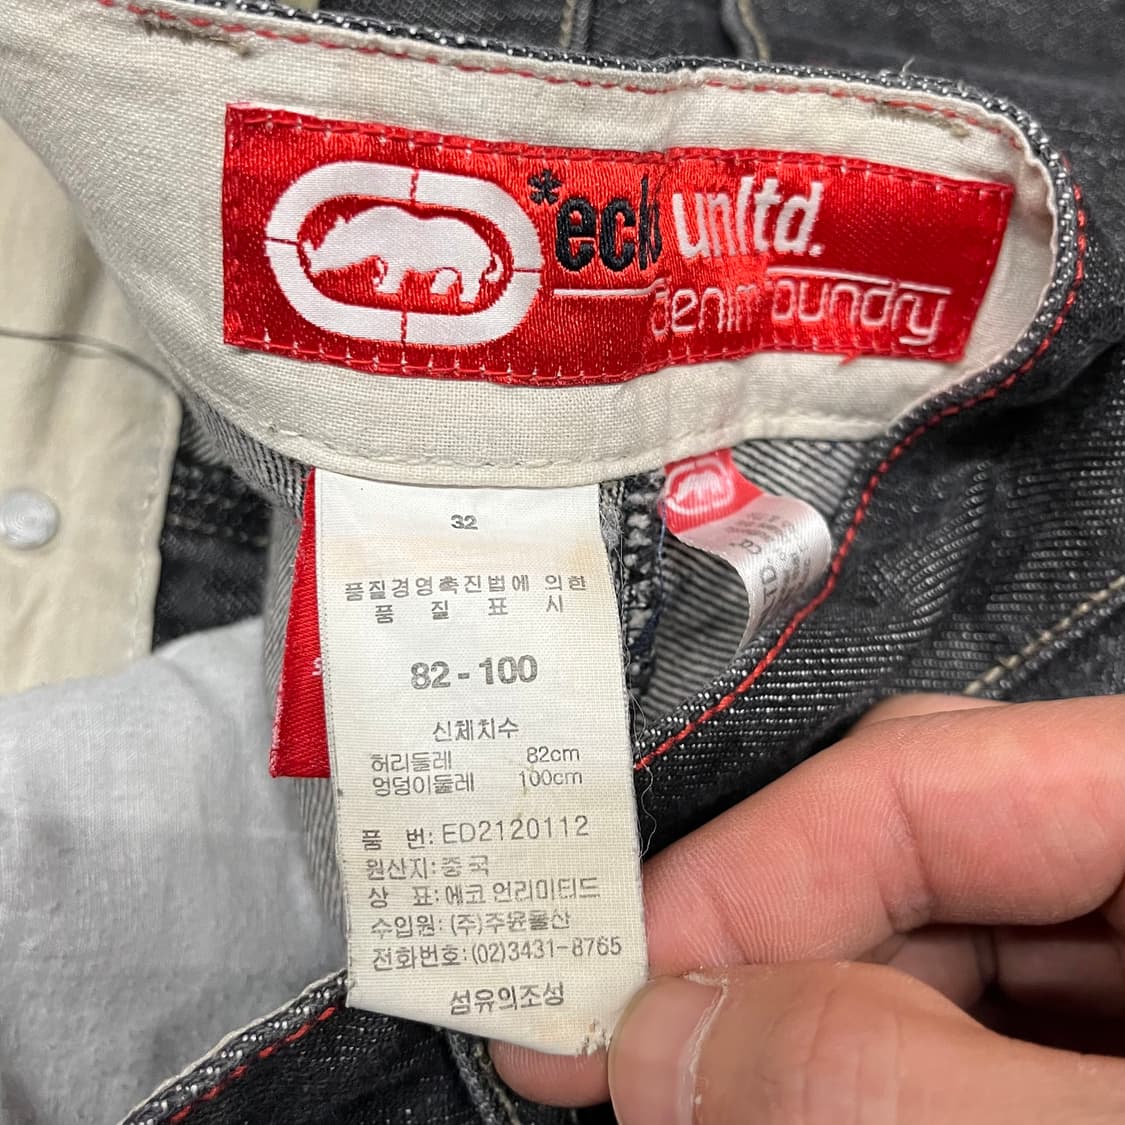 *ecko unltd.
Denim Foundry
32
품질경영촉진법에 의한
품 질 표 시
82-100
신체치수
허리둘레 82cm
엉덩이둘레 100cm
품 번: ED2120112
원산지: 중국
상 표: 에코 언리미티드
수입원: (주)주윤물산
전화번호: (02)3431-8765
섬유의조성
LTD
CO